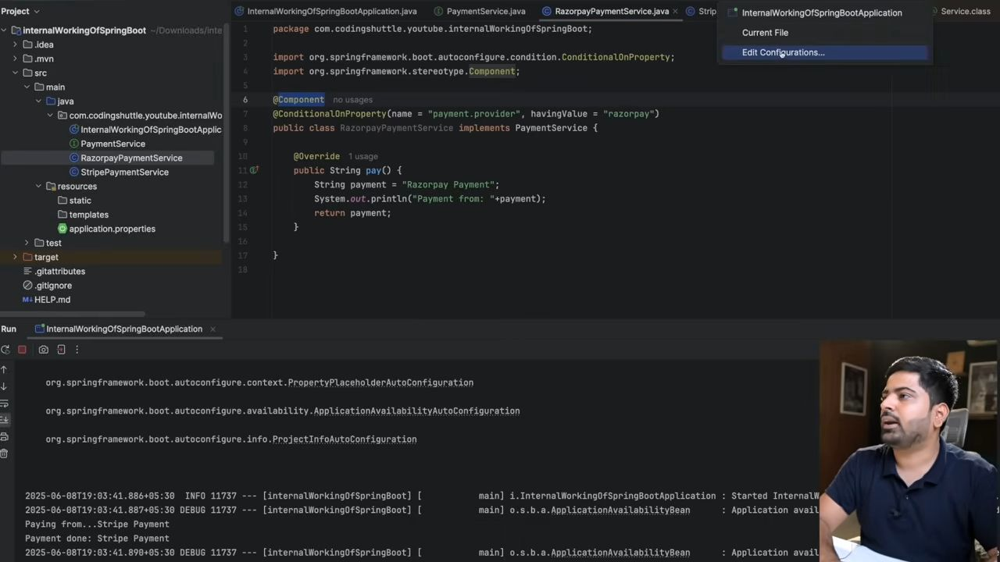 Project
InternalWorkingOfSpringBootApplication.java
PaymentService.java
RazorpayPaymentService.java
Strip
Service.class
InternalWorkingOfSpringBootApplication
Current File
Edit Configurations...
internalWorkingOfSpringBoot ~/Downloads/inte
.idea
.mvn
src
main
java
com.codingshuttle.youtube.internalWo
InternalWorkingOfSpringBootApplic
PaymentService
RazorpayPaymentService
StripePaymentService
resources
static
templates
application.properties
test
target
.gitattributes
.gitignore
HELP.md
1 package com.codingshuttle.youtube.internalWorkingOfSpringBoot;
2
3 import org.springframework.boot.autoconfigure.condition.ConditionalOnProperty;
4 import org.springframework.stereotype.Component;
5
6 @Component no usages
7 @ConditionalOnProperty(name = "payment.provider", havingValue = "razorpay")
8 public class RazorpayPaymentService implements PaymentService {
9
10 @Override 1 usage
11 public String pay() {
12 String payment = "Razorpay Payment";
13 System.out.println("Payment from: "+payment);
14 return payment;
15 }
16
17 }
18
Run InternalWorkingOfSpringBootApplication
org.springframework.boot.autoconfigure.context.PropertyPlaceholderAutoConfiguration
org.springframework.boot.autoconfigure.availability.ApplicationAvailabilityAutoConfiguration
org.springframework.boot.autoconfigure.info.ProjectInfoAutoConfiguration
2025-06-08T19:03:41.886+05:30 INFO 11737 --- [internalWorkingOfSpringBoot] [ main] i.InternalWorkingOfSpringBootApplication : Started InternalW
2025-06-08T19:03:41.887+05:30 DEBUG 11737 --- [internalWorkingOfSpringBoot] [ main] o.s.b.a.ApplicationAvailabilityBean : Application avai
Paying from...Stripe Payment
Payment done: Stripe Payment
2025-06-08T19:03:41.890+05:30 DEBUG 11737 --- [internalWorkingOfSpringBoot] [ main] o.s.b.a.ApplicationAvailabilityBean : Application avai